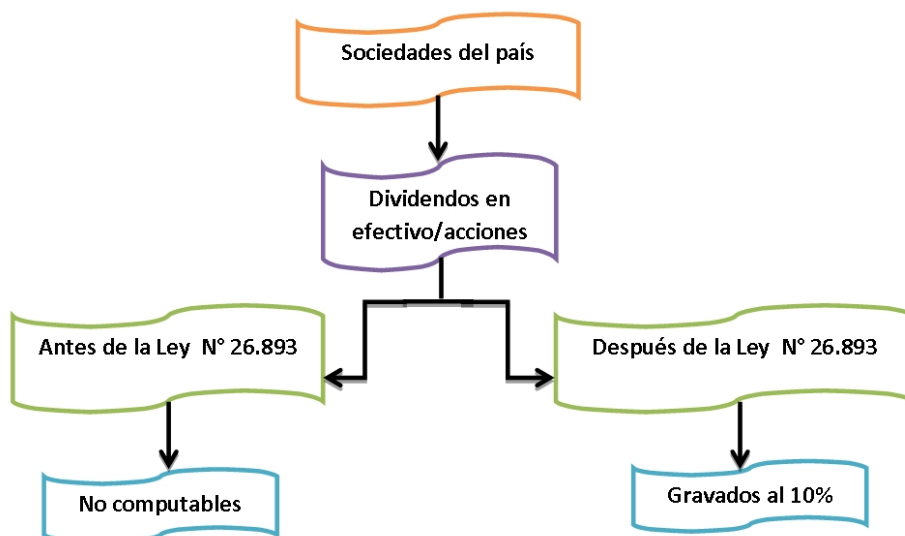 Sociedades del país
Dividendos en
efectivo/acciones
Antes de la Ley N° 26.893
Después de la Ley N° 26.893
No computables
Gravados al 10%